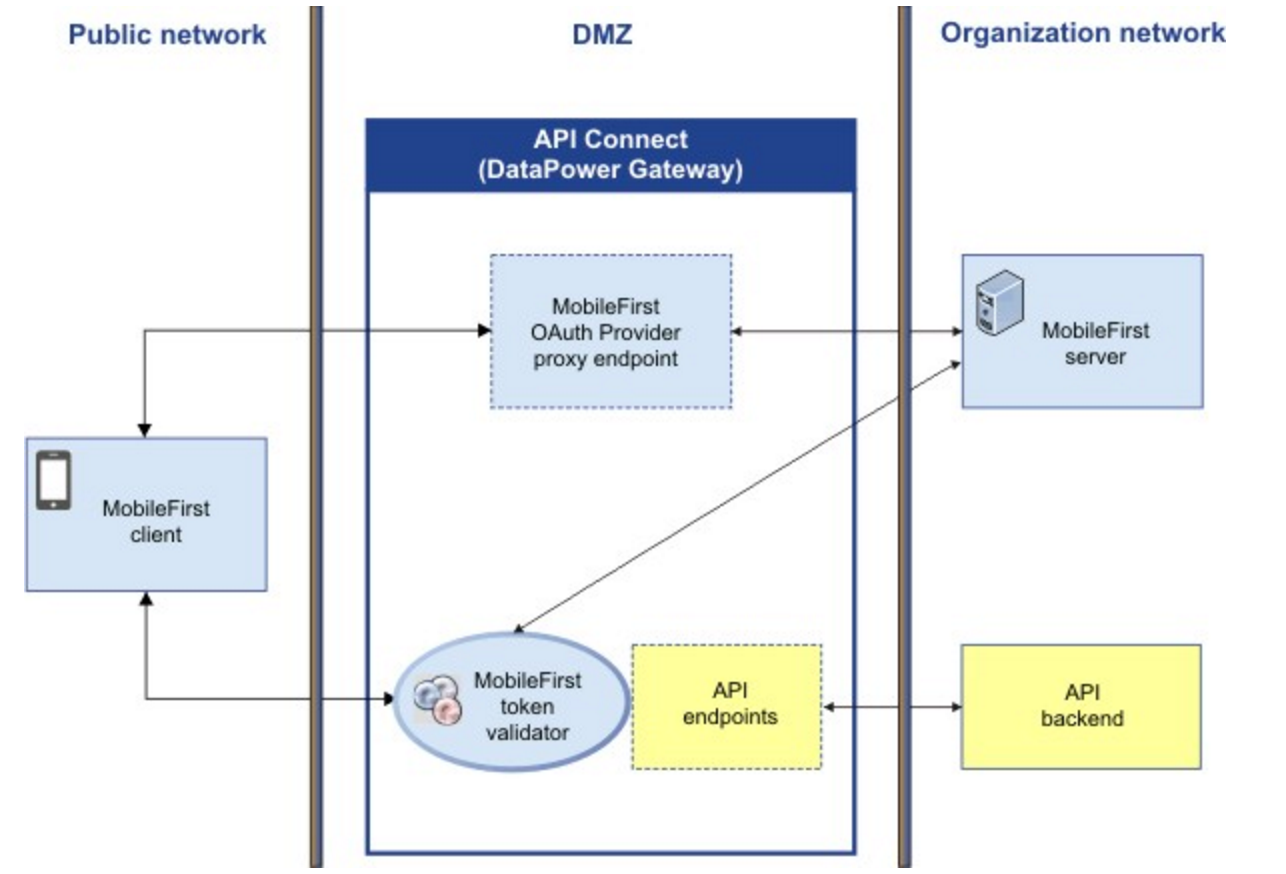 Public network
DMZ
Organization network
API Connect
(DataPower Gateway)
MobileFirst
OAuth Provider
proxy endpoint
MobileFirst
server
MobileFirst
client
MobileFirst
token
validator
API
endpoints
API
backend